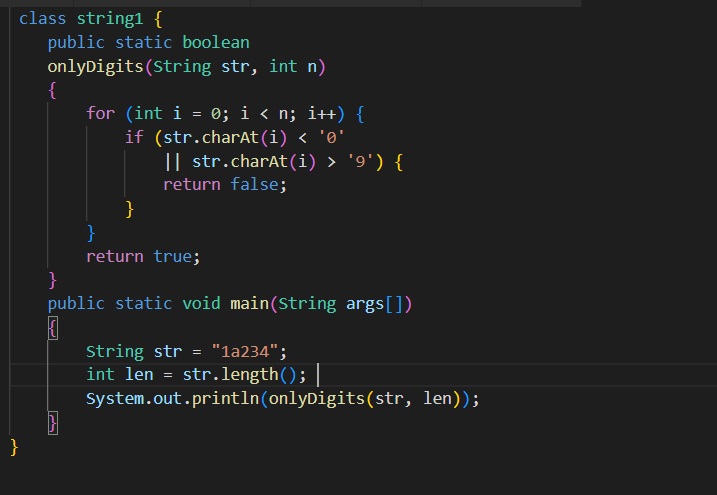 class string1 {
public static boolean
onlyDigits(String str, int n)
{
for (int i = 0; i < n; i++) {
if (str.charAt(i) < '0'
|| str.charAt(i) > '9') {
return false;
}
}
return true;
}
public static void main(String args[])
{
String str = "1a234";
int len = str.length();
System.out.println(onlyDigits(str, len));
}
}